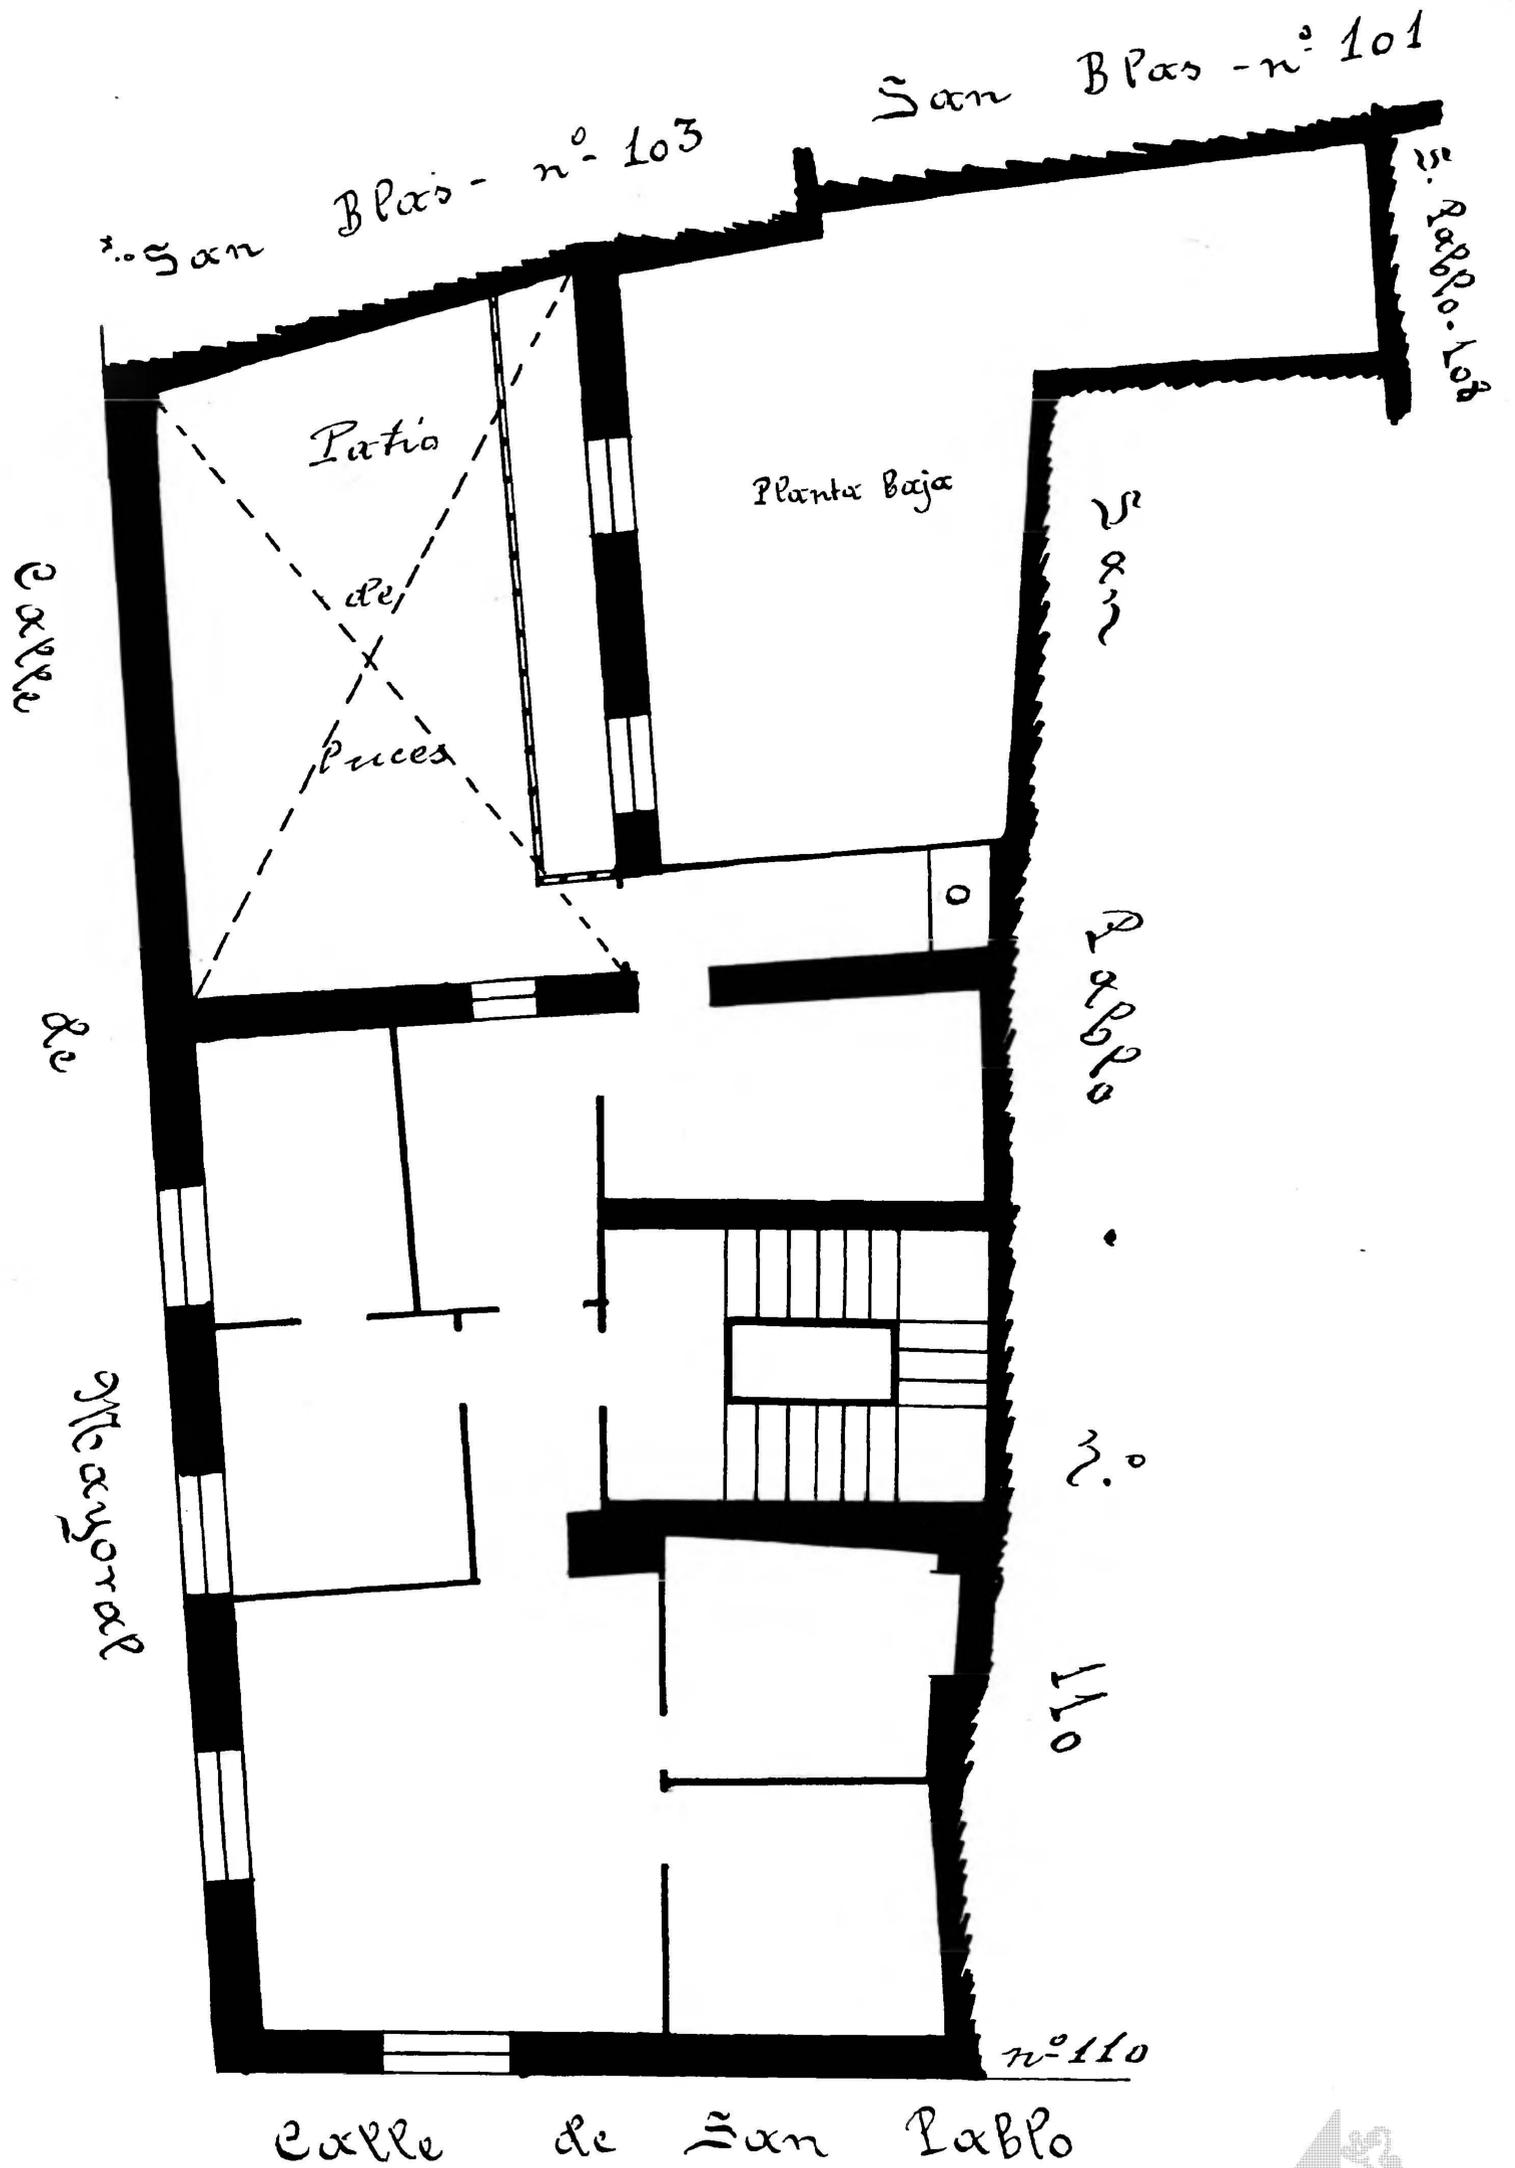 San Blas - nº 101
San Blas - nº 103
S. Pablo - 108
Patio
de
luces
Planta baja
Calle
de
Mayoral
San
Pablo
n.º
110
nº 110
Calle de San Pablo